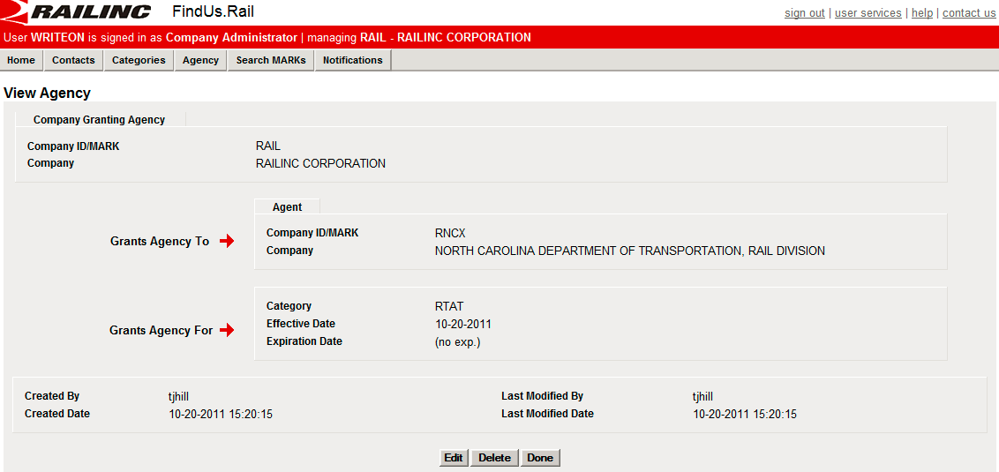 RAILINC FindUs.Rail
sign out | user services | help | contact us
User WRITEON is signed in as Company Administrator | managing RAIL - RAILINC CORPORATION
Home Contacts Categories Agency Search MARKs Notifications
View Agency
Company Granting Agency
Company ID/MARK RAIL
Company RAILINC CORPORATION
Agent
Grants Agency To
Company ID/MARK RNCX
Company NORTH CAROLINA DEPARTMENT OF TRANSPORTATION, RAIL DIVISION
Grants Agency For
Category RTAT
Effective Date 10-20-2011
Expiration Date (no exp.)
Created By tjhill Last Modified By tjhill
Created Date 10-20-2011 15:20:15 Last Modified Date 10-20-2011 15:20:15
Edit Delete Done